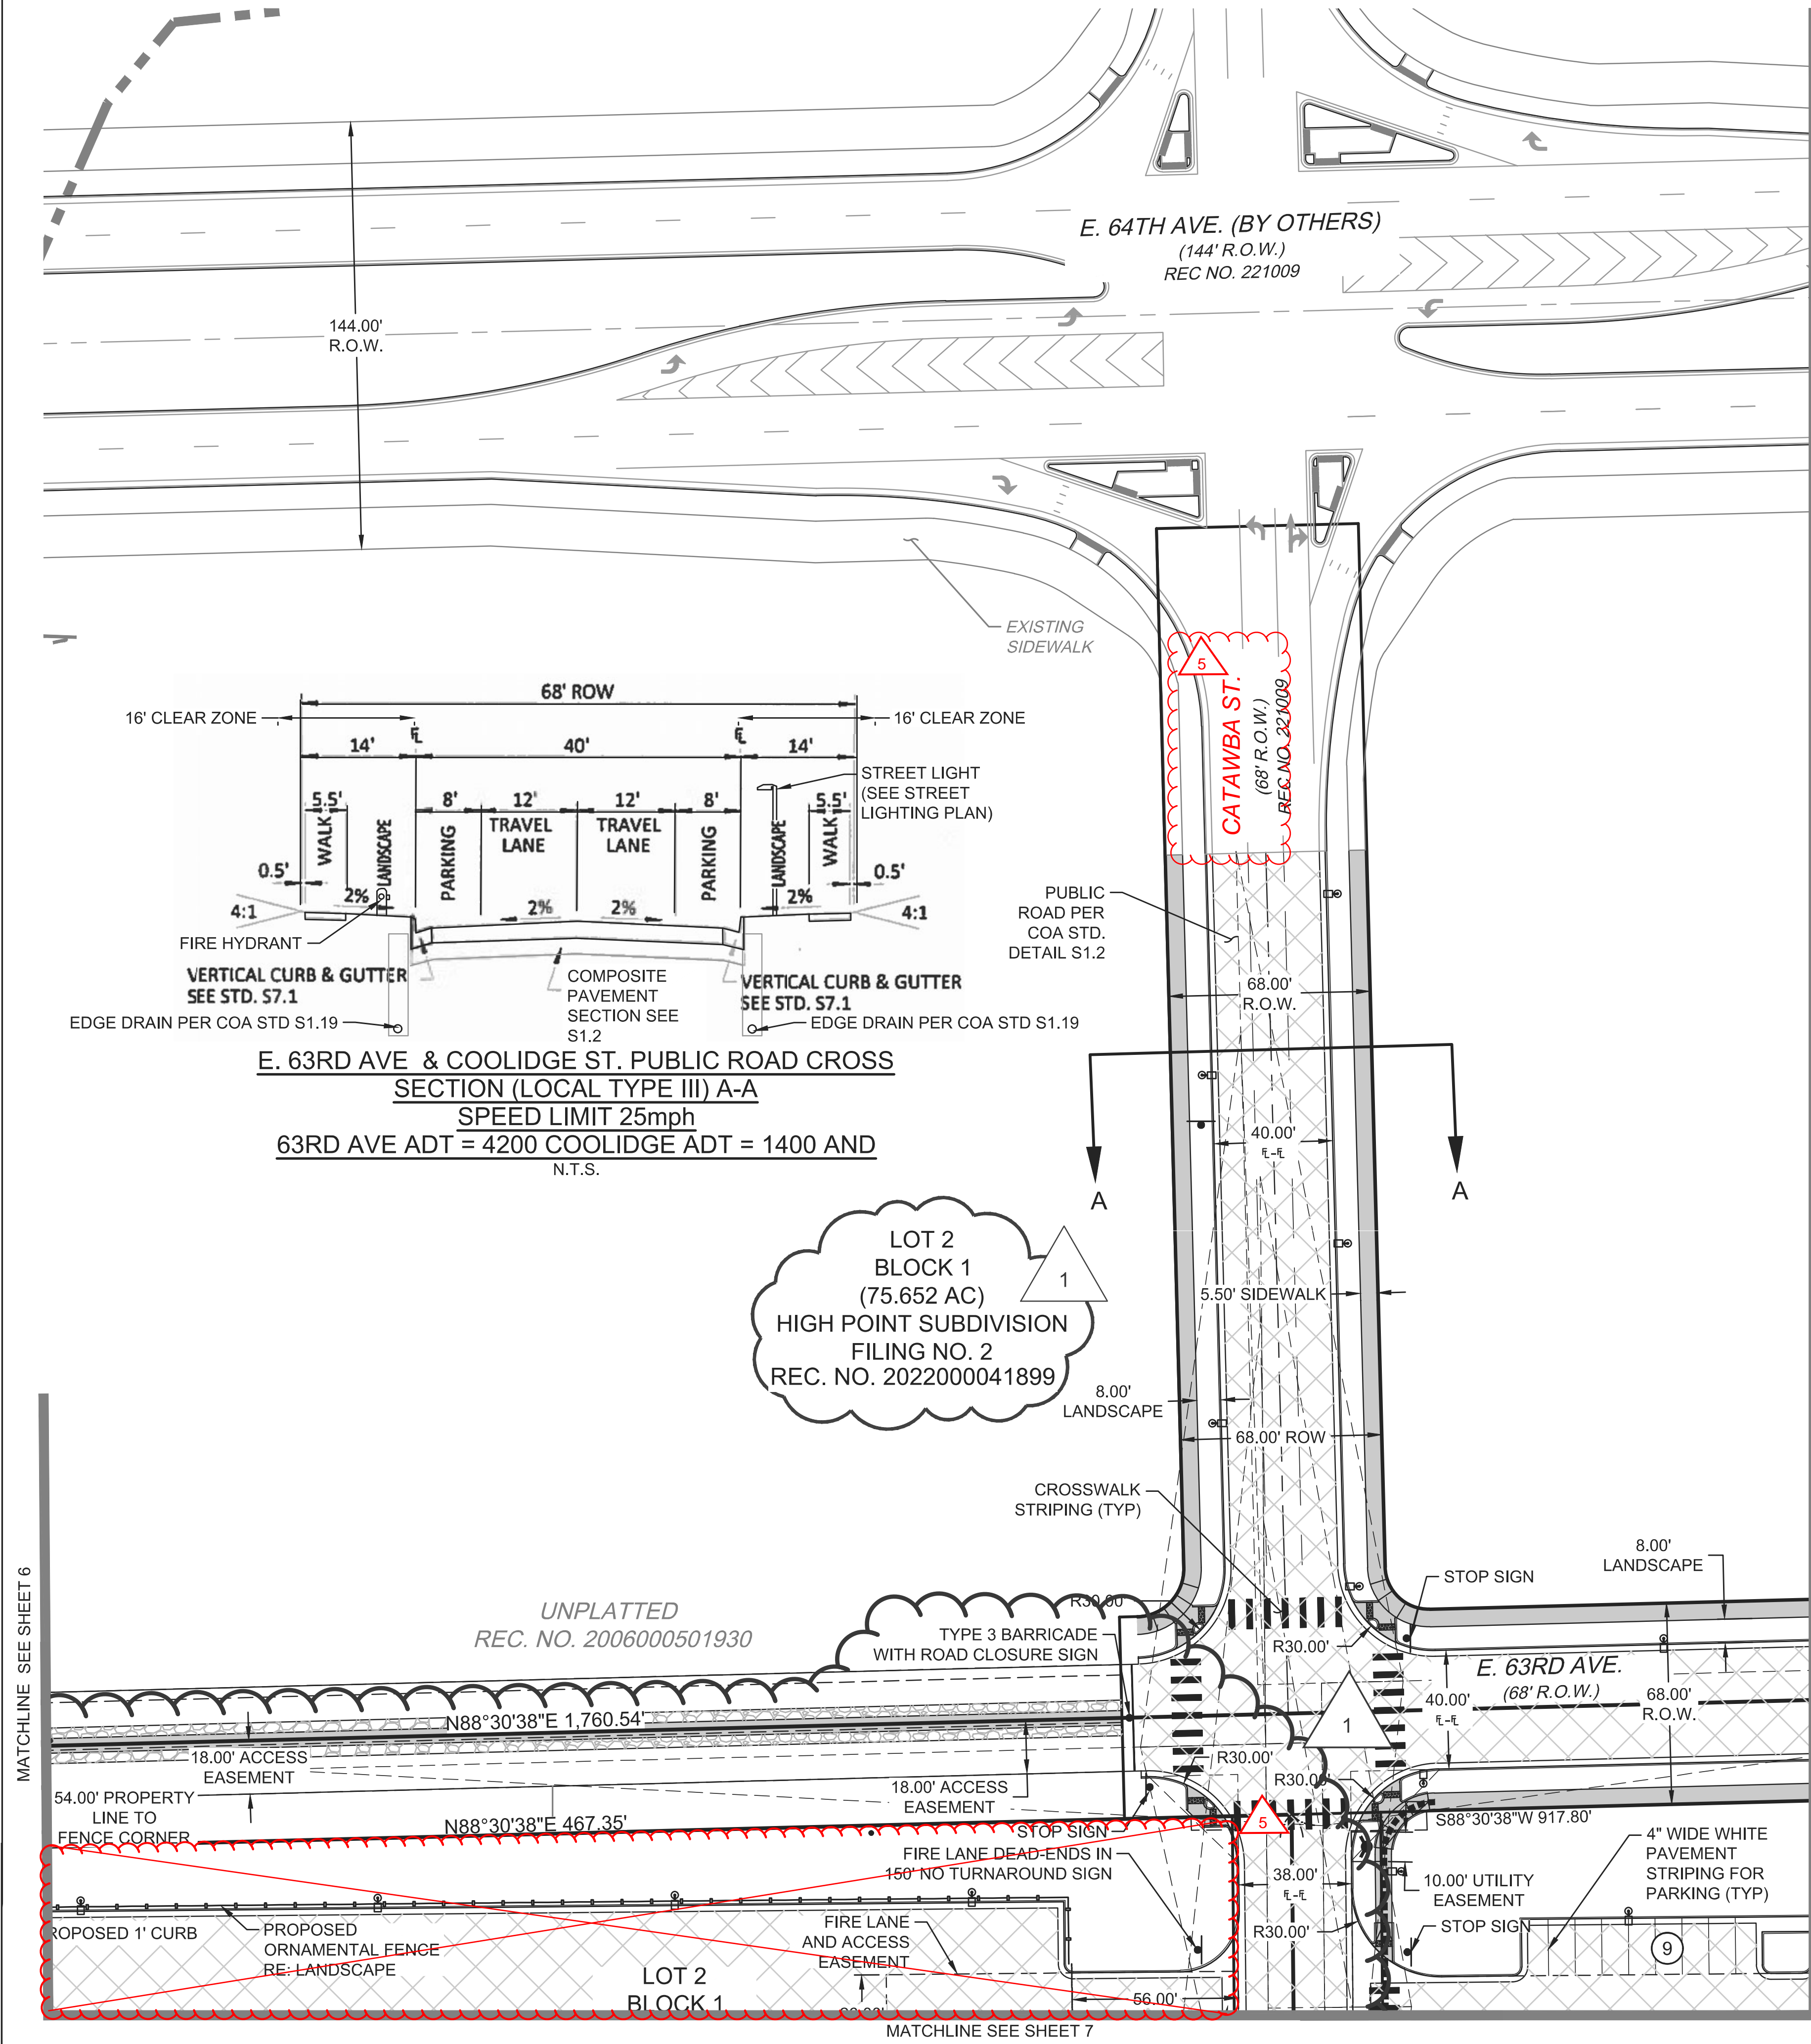 E. 64TH AVE. (BY OTHERS)
(144' R.O.W.)
REC NO. 221009
144.00'
R.O.W.
EXISTING
SIDEWALK
5
CATAWBA ST.
(68' R.O.W.)
REC NO. 221009
68' ROW
16' CLEAR ZONE
16' CLEAR ZONE
14'
40'
14'
STREET LIGHT
(SEE STREET
LIGHTING PLAN)
5.5'
8'
12'
12'
8'
5.5'
WALK
LANDSCAPE
PARKING
TRAVEL
LANE
TRAVEL
LANE
PARKING
LANDSCAPE
WALK
0.5'
0.5'
2%
2%
2%
2%
4:1
4:1
FIRE HYDRANT
VERTICAL CURB & GUTTER
SEE STD. S7.1
COMPOSITE
PAVEMENT
SECTION SEE
S1.2
VERTICAL CURB & GUTTER
SEE STD. S7.1
EDGE DRAIN PER COA STD S1.19
EDGE DRAIN PER COA STD S1.19
E. 63RD AVE & COOLIDGE ST. PUBLIC ROAD CROSS
SECTION (LOCAL TYPE III) A-A
SPEED LIMIT 25mph
63RD AVE ADT = 4200 COOLIDGE ADT = 1400 AND
N.T.S.
PUBLIC
ROAD PER
COA STD.
DETAIL S1.2
68.00'
R.O.W.
40.00'
FL-FL
A
A
LOT 2
BLOCK 1
(75.652 AC)
HIGH POINT SUBDIVISION
FILING NO. 2
REC. NO. 2022000041899
1
5.50' SIDEWALK
8.00'
LANDSCAPE
68.00' ROW
CROSSWALK
STRIPING (TYP)
STOP SIGN
8.00'
LANDSCAPE
MATCHLINE SEE SHEET 6
UNPLATTED
REC. NO. 2006000501930
R30.00'
TYPE 3 BARRICADE
WITH ROAD CLOSURE SIGN
R30.00'
E. 63RD AVE.
(68' R.O.W.)
40.00'
FL-FL
68.00'
R.O.W.
1
N88°30'38"E 1,760.54'
18.00' ACCESS
EASEMENT
18.00' ACCESS
EASEMENT
R30.00'
R30.00'
54.00' PROPERTY
LINE TO
FENCE CORNER
N88°30'38"E 467.35'
5
S88°30'38"W 917.80'
STOP SIGN
FIRE LANE DEAD-ENDS IN
150' NO TURNAROUND SIGN
38.00'
FL-FL
10.00' UTILITY
EASEMENT
4" WIDE WHITE
PAVEMENT
STRIPING FOR
PARKING (TYP)
ROPOSED 1' CURB
PROPOSED
ORNAMENTAL FENCE
RE: LANDSCAPE
FIRE LANE
AND ACCESS
EASEMENT
R30.00'
STOP SIGN
9
LOT 2
BLOCK 1
56.00'
MATCHLINE SEE SHEET 7